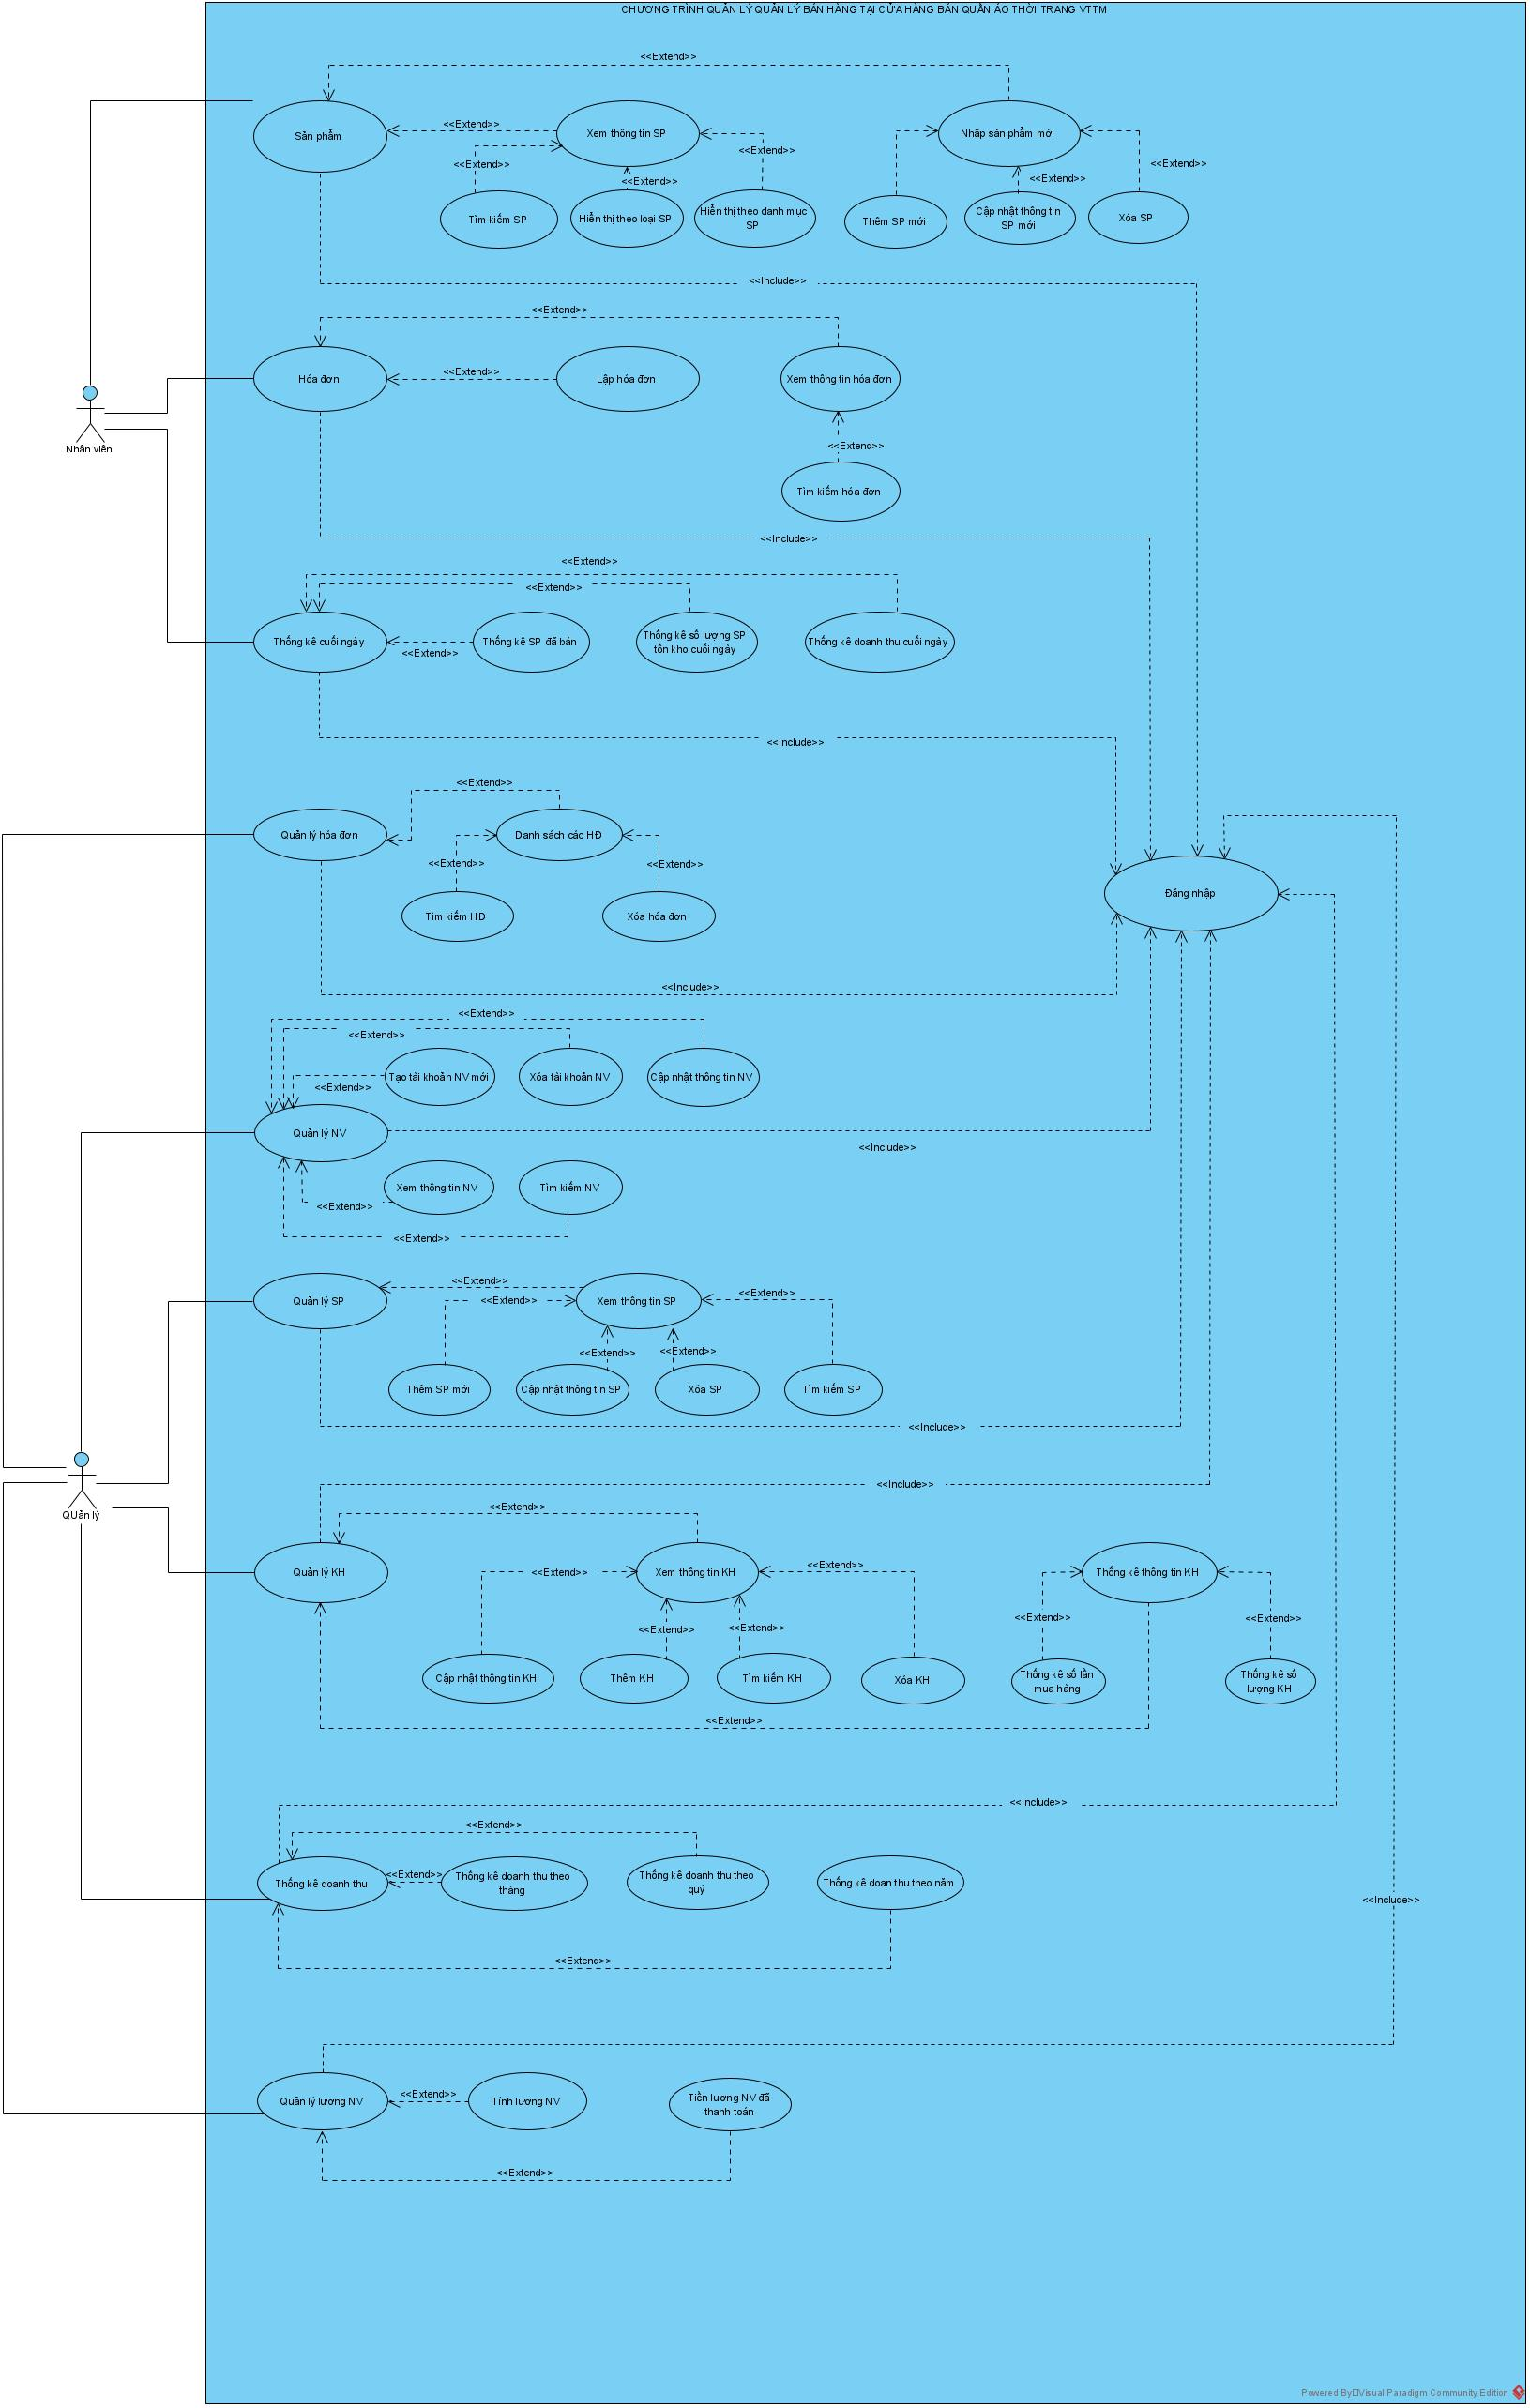 CHƯƠNG TRÌNH QUẢN LÝ QUẢN LÝ BÁN HÀNG TẠI CỬA HÀNG BÁN QUẦN ÁO THỜI TRANG VTTM
<<Extend>>
Sản phẩm
<<Extend>>
Xem thông tin SP
<<Extend>>
<<Extend>>
<<Extend>>
Nhập sản phẩm mới
<<Extend>>
<<Extend>>
Tìm kiếm SP
Hiển thị theo loại SP
Hiển thị theo danh mục
SP
Thêm SP mới
Cập nhật thông tin
SP mới
Xóa SP
<<Include>>
<<Extend>>
Hóa đơn
<<Extend>>
Lập hóa đơn
Xem thông tin hóa đơn
Nhân viên
<<Extend>>
Tìm kiếm hóa đơn
<<Include>>
<<Extend>>
<<Extend>>
Thống kê cuối ngày
<<Extend>>
Thống kê SP đã bán
Thống kê số lượng SP
tồn kho cuối ngày
Thống kê doanh thu cuối ngày
<<Include>>
<<Extend>>
Quản lý hóa đơn
Danh sách các HĐ
<<Extend>>
<<Extend>>
Đăng nhập
Tìm kiếm HĐ
Xóa hóa đơn
<<Include>>
<<Extend>>
<<Extend>>
Tạo tài khoản NV mới
Xóa tài khoản NV
Cập nhật thông tin NV
<<Extend>>
Quản lý NV
<<Include>>
Xem thông tin NV
Tìm kiếm NV
<<Extend>>
<<Extend>>
Quản lý SP
<<Extend>>
<<Extend>>
Xem thông tin SP
<<Extend>>
<<Extend>>
<<Extend>>
Thêm SP mới
Cập nhật thông tin SP
Xóa SP
Tìm kiếm SP
<<Include>>
QUản lý
<<Include>>
<<Extend>>
Quản lý KH
<<Extend>>
Xem thông tin KH
<<Extend>>
Thống kê thông tin KH
<<Extend>>
<<Extend>>
<<Extend>>
<<Extend>>
Cập nhật thông tin KH
Thêm KH
Tìm kiếm KH
Xóa KH
Thống kê số lần
mua hàng
Thống kê số
lượng KH
<<Extend>>
<<Include>>
<<Extend>>
Thống kê doanh thu
<<Extend>>
Thống kê doanh thu theo
tháng
Thống kê doanh thu theo
quý
Thống kê doan thu theo năm
<<Include>>
<<Extend>>
Quản lý lương NV
<<Extend>>
Tính lương NV
Tiền lương NV đã
thanh toán
<<Extend>>
Powered By Visual Paradigm Community Edition